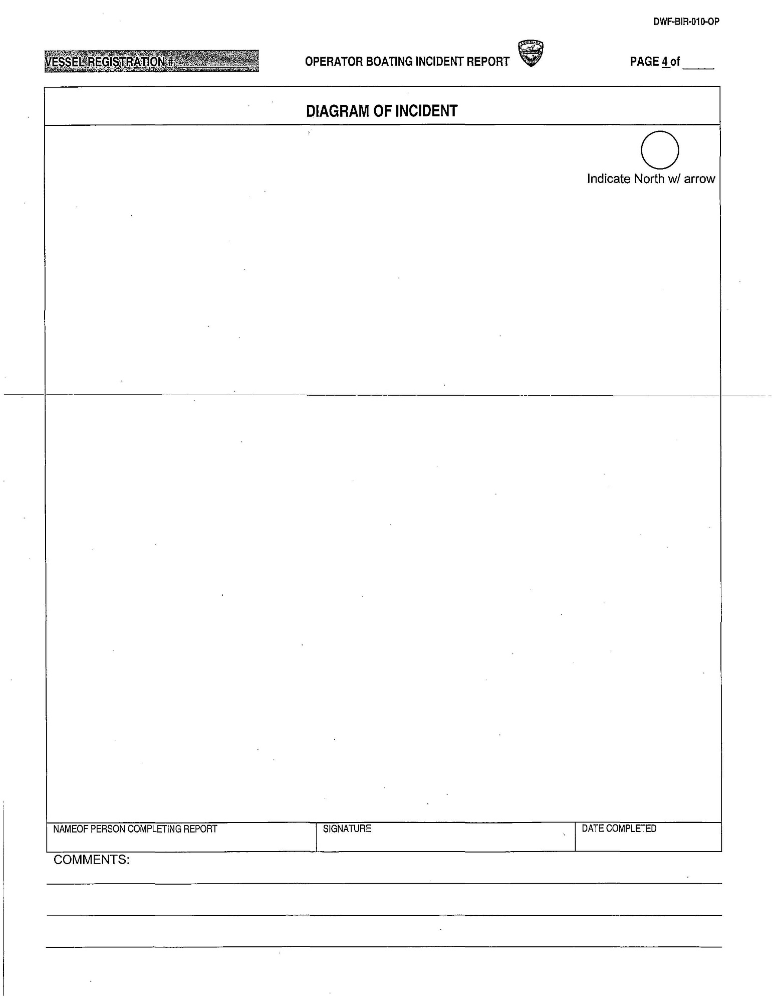 DWF-BIR-010-OP
VESSEL REGISTRATION #
OPERATOR BOATING INCIDENT REPORT
LOUISIANA
PAGE 4 of
DIAGRAM OF INCIDENT
Indicate North w/ arrow
NAMEOF PERSON COMPLETING REPORT
SIGNATURE
DATE COMPLETED
COMMENTS: